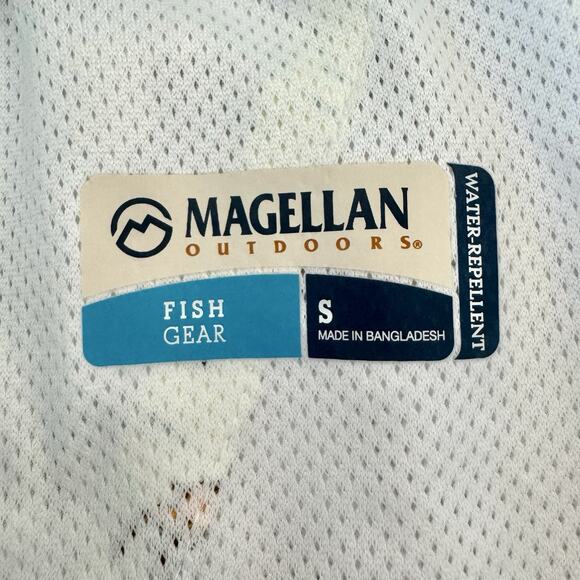 MAGELLAN
OUTDOORS®
FISH
GEAR
S
MADE IN BANGLADESH
WATER-REPELLENT